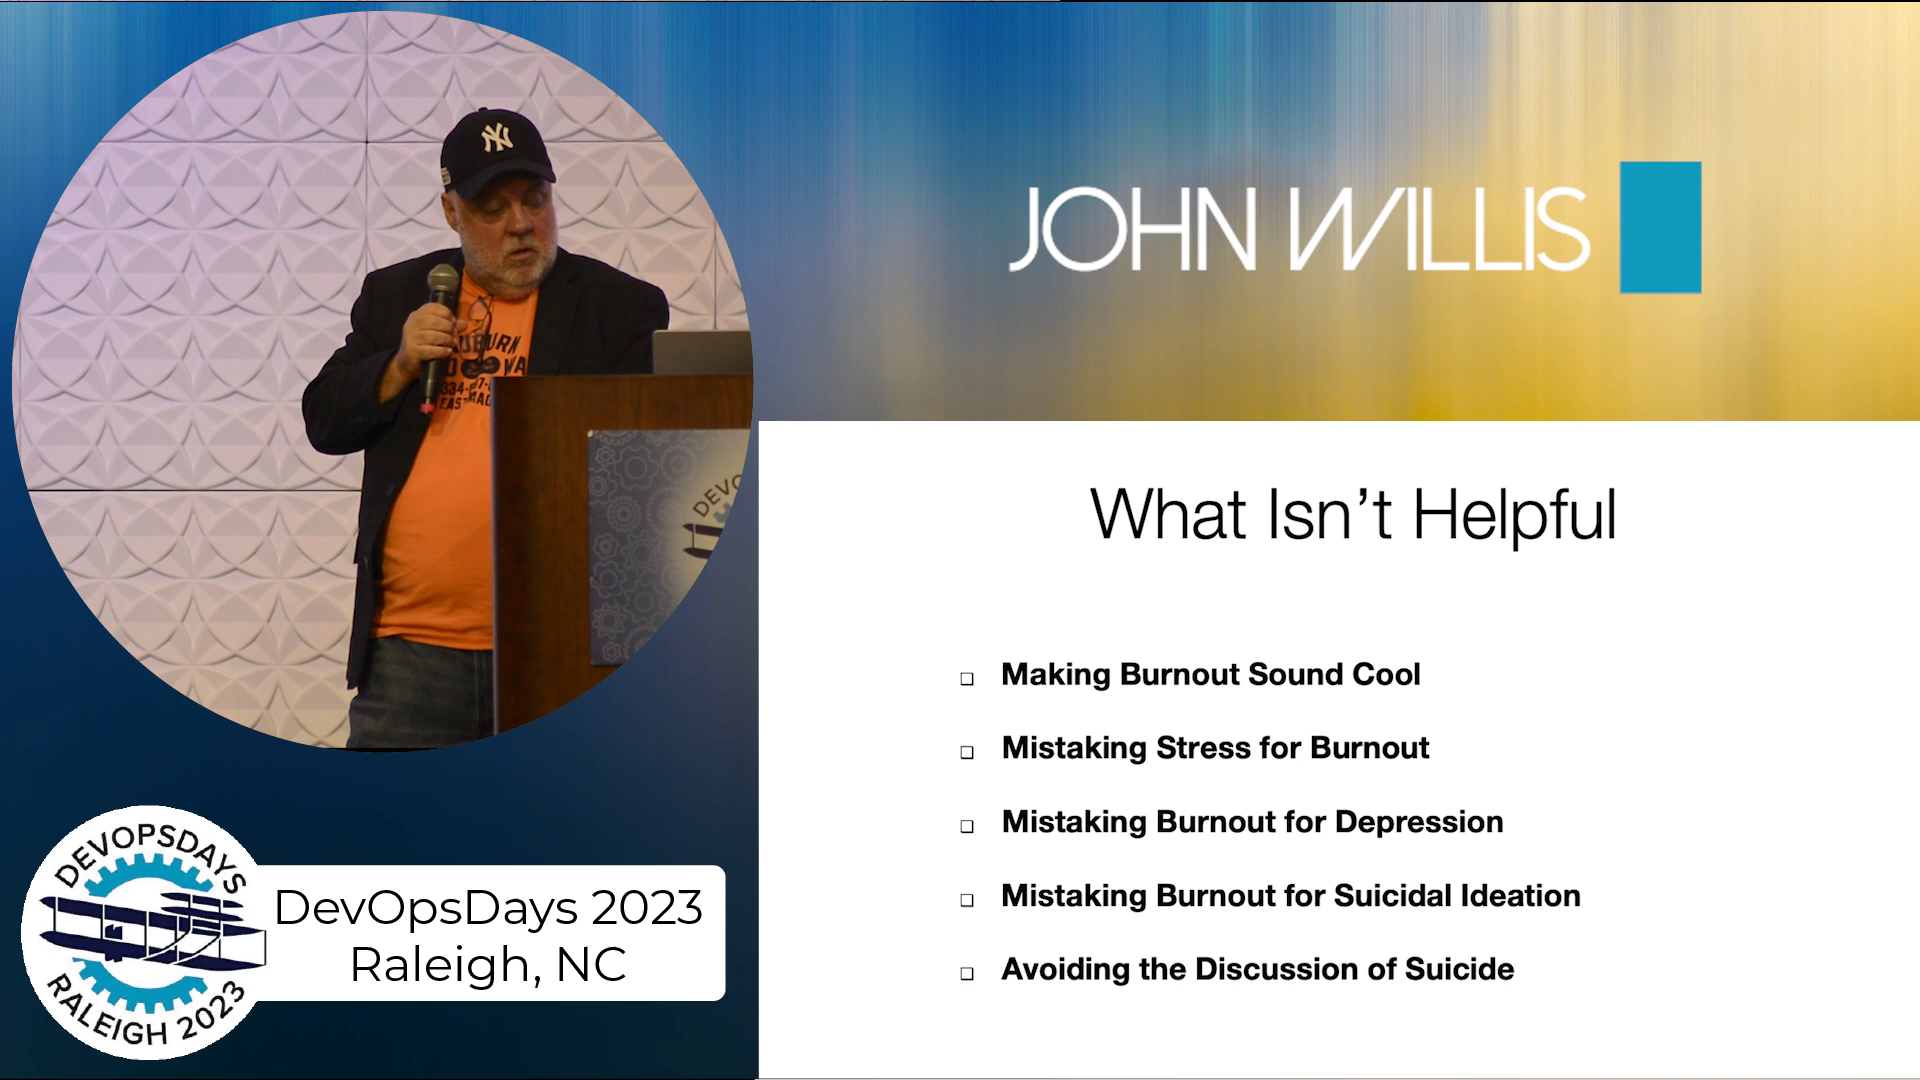 JOHN WILLIS
What Isn't Helpful
❑ Making Burnout Sound Cool
❑ Mistaking Stress for Burnout
❑ Mistaking Burnout for Depression
❑ Mistaking Burnout for Suicidal Ideation
❑ Avoiding the Discussion of Suicide
NY
DEVOPSDAYS
RALEIGH 2023
DevOpsDays 2023
Raleigh, NC